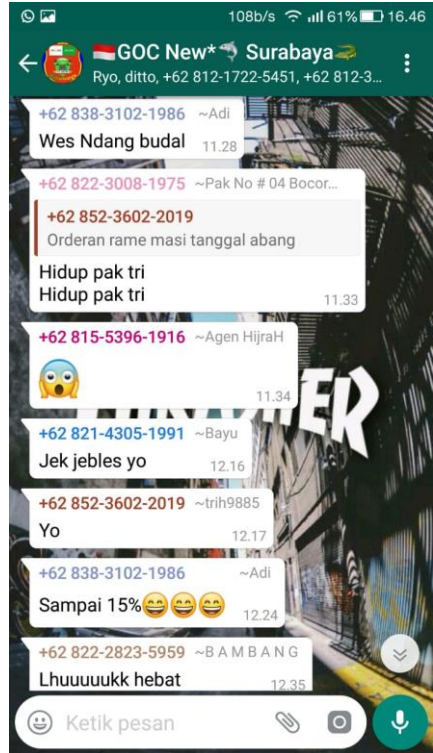 108b/s 61% 16.46
GOC New* Surabaya
Ryo, ditto, +62 812-1722-5451, +62 812-3...
+62 838-3102-1986 ~Adi
Wes Ndang budal 11.28
+62 822-3008-1975 ~Pak No # 04 Bocor...
+62 852-3602-2019
Orderan rame masi tanggal abang
Hidup pak tri
Hidup pak tri 11.33
+62 815-5396-1916 ~Agen HijraH
😱 11.34
+62 821-4305-1991 ~Bayu
Jek jebles yo 12.16
+62 852-3602-2019 ~trih9885
Yo 12.17
+62 838-3102-1986 ~Adi
Sampai 15%😄😄😄 12.24
+62 822-2823-5959 ~B A M B A N G
Lhuuuuukk hebat 12.35
Ketik pesan